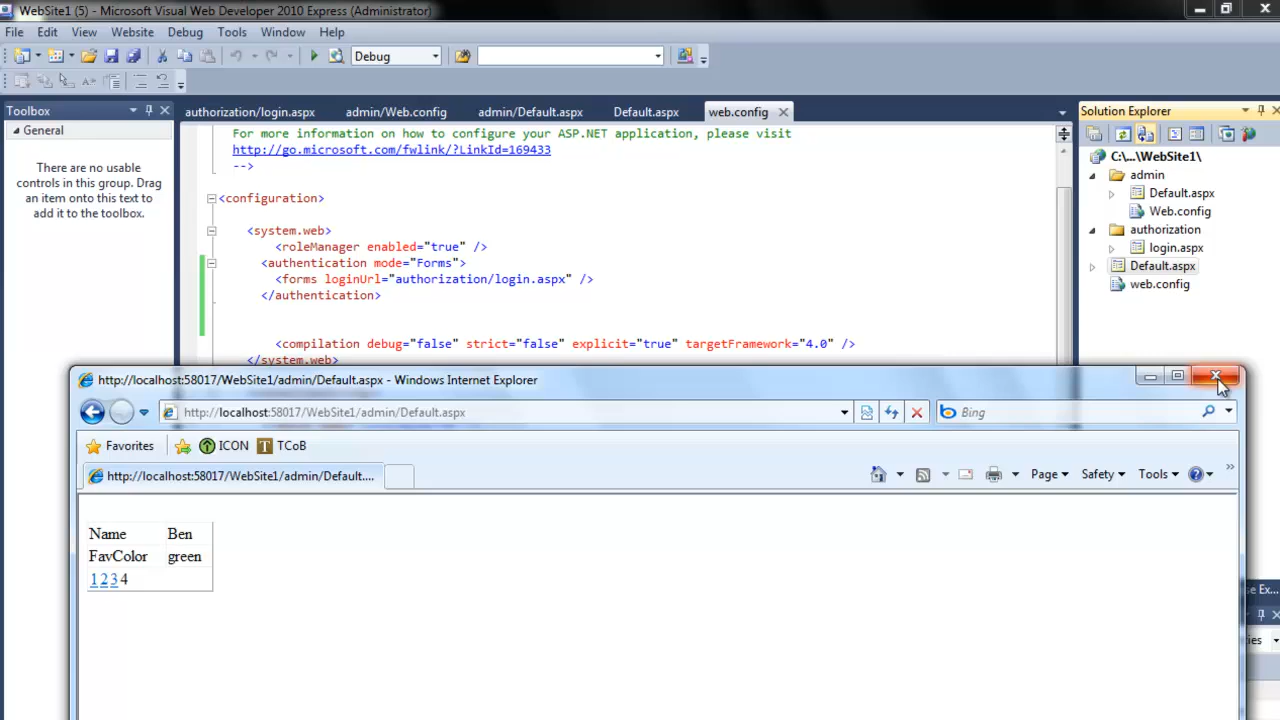 WebSite1 (5) - Microsoft Visual Web Developer 2010 Express (Administrator)
File Edit View Website Debug Tools Window Help
Debug
Toolbox
General
There are no usable
controls in this group. Drag
an item onto this text to
add it to the toolbox.
authorization/login.aspx admin/Web.config admin/Default.aspx Default.aspx web.config
For more information on how to configure your ASP.NET application, please visit
http://go.microsoft.com/fwlink/?LinkId=169433
-->
<configuration>
<system.web>
<roleManager enabled="true" />
<authentication mode="Forms">
<forms loginUrl="authorization/login.aspx" />
</authentication>
<compilation debug="false" strict="false" explicit="true" targetFramework="4.0" />
</system.web>
Solution Explorer
C:\...\WebSite1\
admin
Default.aspx
Web.config
authorization
login.aspx
Default.aspx
web.config
http://localhost:58017/WebSite1/admin/Default.aspx - Windows Internet Explorer
http://localhost:58017/WebSite1/admin/Default.aspx
Bing
Favorites ICON TCoB
http://localhost:58017/WebSite1/admin/Default....
Page Safety Tools
Name Ben
FavColor green
1 2 3 4